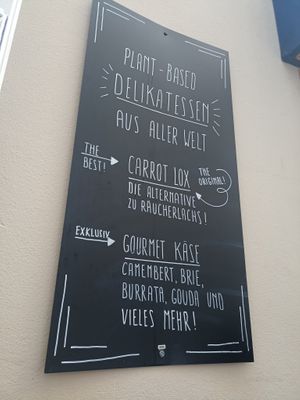 PLANT-BASED
DELIKATESSEN
AUS ALLER WELT
THE BEST!
CARROT LOX
THE ORIGINAL!
DIE ALTERNATIVE
ZU RÄUCHERLACHS!
EXKLUSIV
GOURMET KÄSE
CAMEMBERT, BRIE,
BURRATA, GOUDA UND
VIELES MEHR!